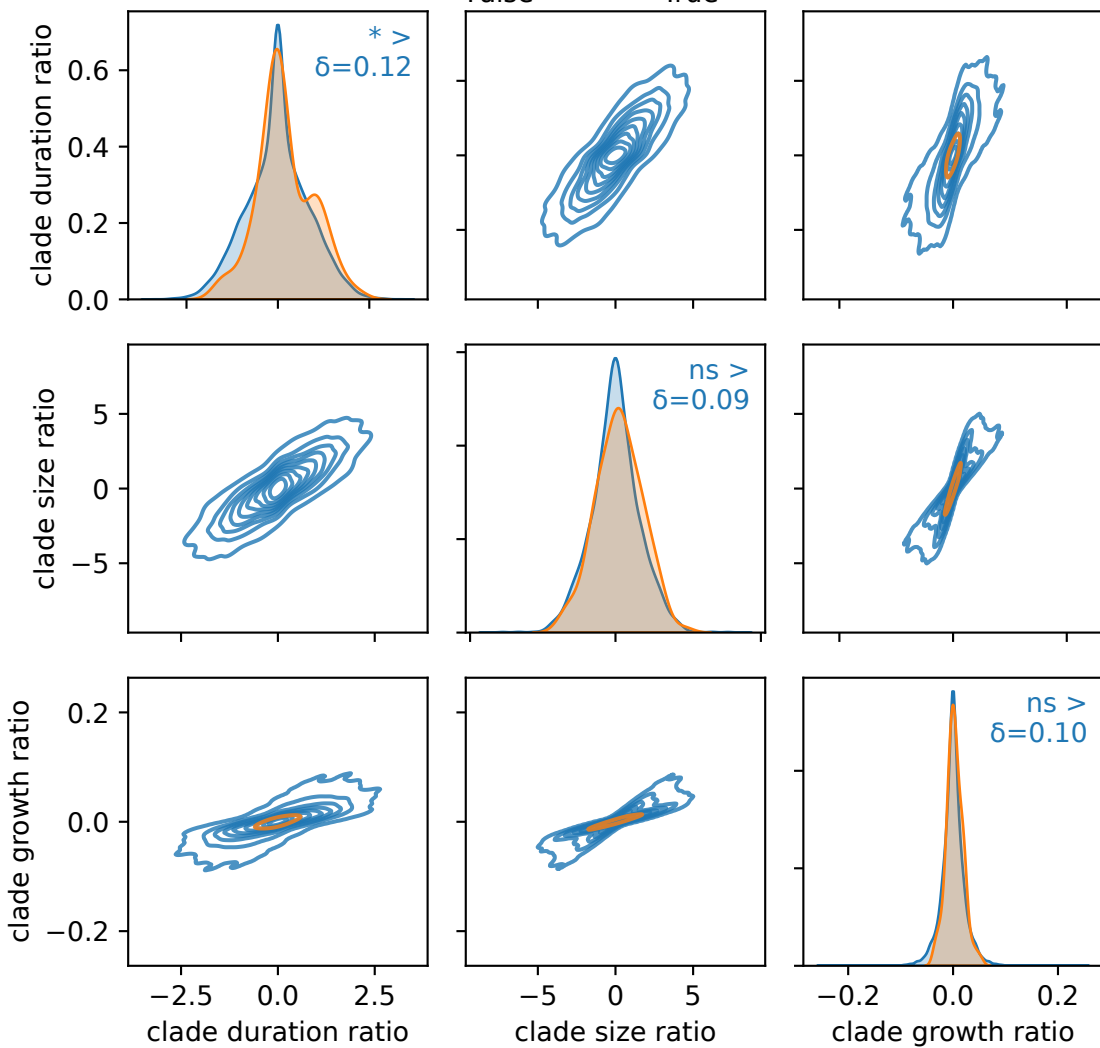 clade duration ratio
0.6
0.4
0.2
0.0
* >
δ=0.12
clade size ratio
5
0
−5
ns >
δ=0.09
clade growth ratio
0.2
0.0
−0.2
ns >
δ=0.10
−2.5 0.0 2.5
clade duration ratio
−5 0 5
clade size ratio
−0.2 0.0 0.2
clade growth ratio